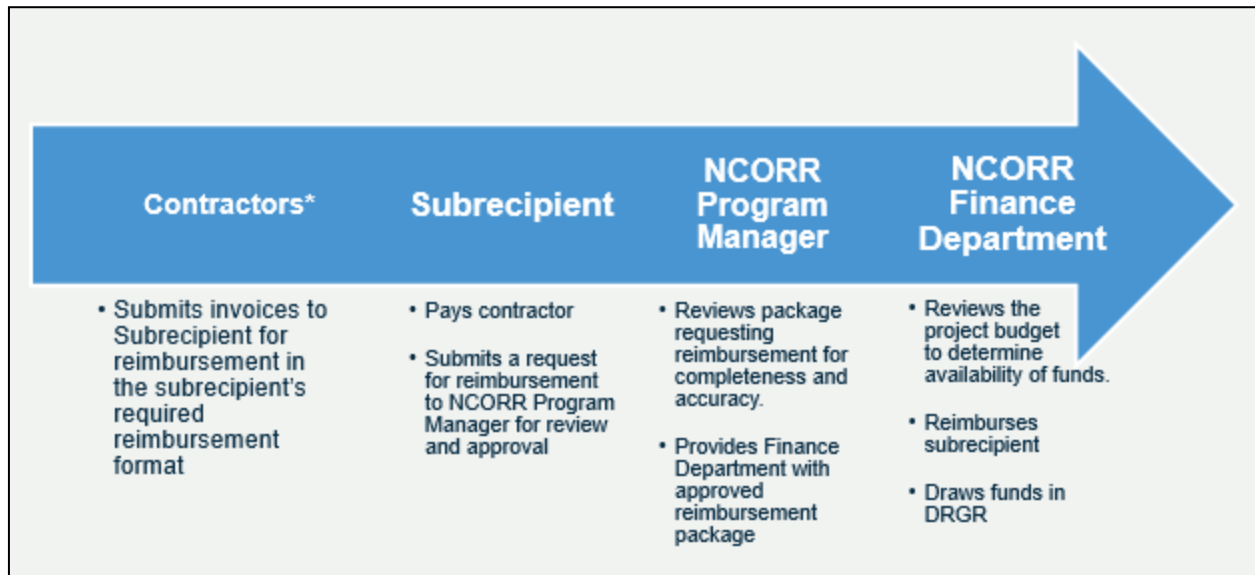 Contractors*
• Submits invoices to
Subrecipient for
reimbursement in
the subrecipient's
required
reimbursement
format
Subrecipient
• Pays contractor
• Submits a request
for reimbursement
to NCORR Program
Manager for review
and approval
NCORR
Program
Manager
• Reviews package
requesting
reimbursement for
completeness and
accuracy.
• Provides Finance
Department with
approved
reimbursement
package
NCORR
Finance
Department
• Reviews the
project budget
to determine
availability of funds.
• Reimburses
subrecipient
• Draws funds in
DRGR